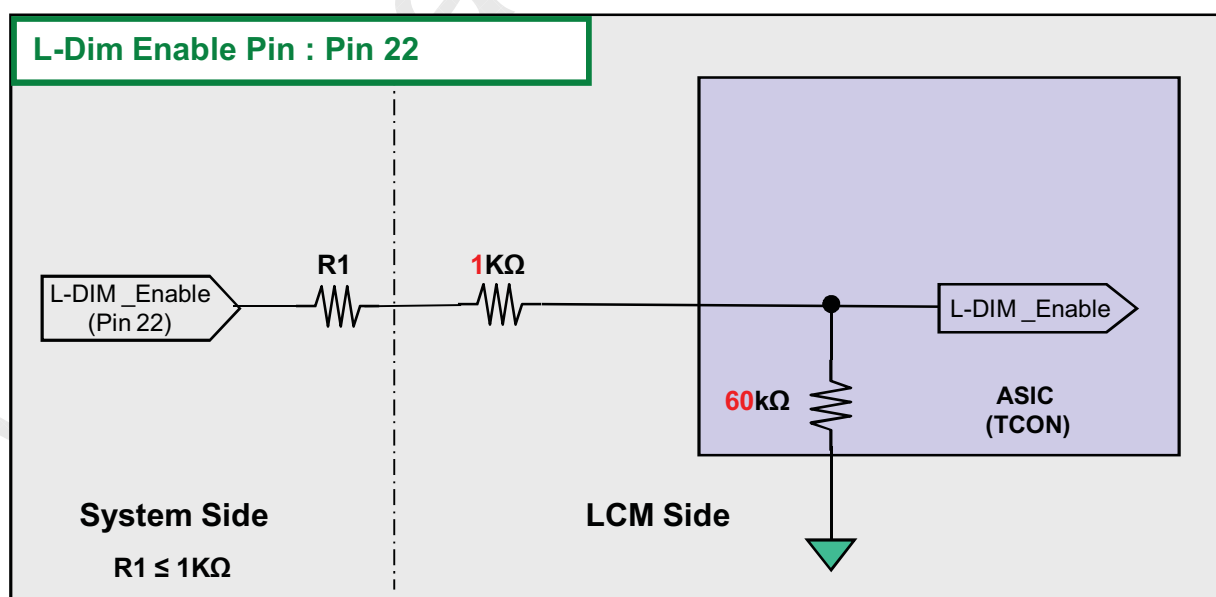 L-Dim Enable Pin : Pin 22
R1
1KΩ
L-DIM _Enable
(Pin 22)
L-DIM _Enable
60kΩ
ASIC
(TCON)
System Side
LCM Side
R1 ≤ 1KΩ